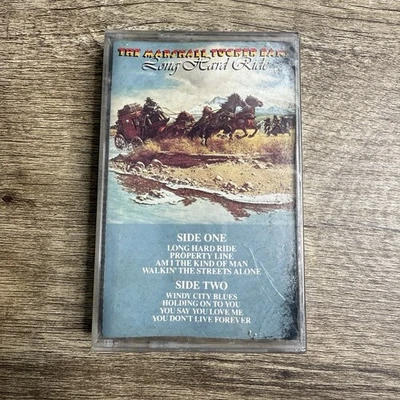 THE MARSHALL TUCKER BAND
Long Hard Ride
SIDE ONE
LONG HARD RIDE
PROPERTY LINE
AM I THE KIND OF MAN
WALKIN' THE STREETS ALONE
SIDE TWO
WINDY CITY BLUES
HOLDING ON TO YOU
YOU SAY YOU LOVE ME
YOU DON'T LIVE FOREVER